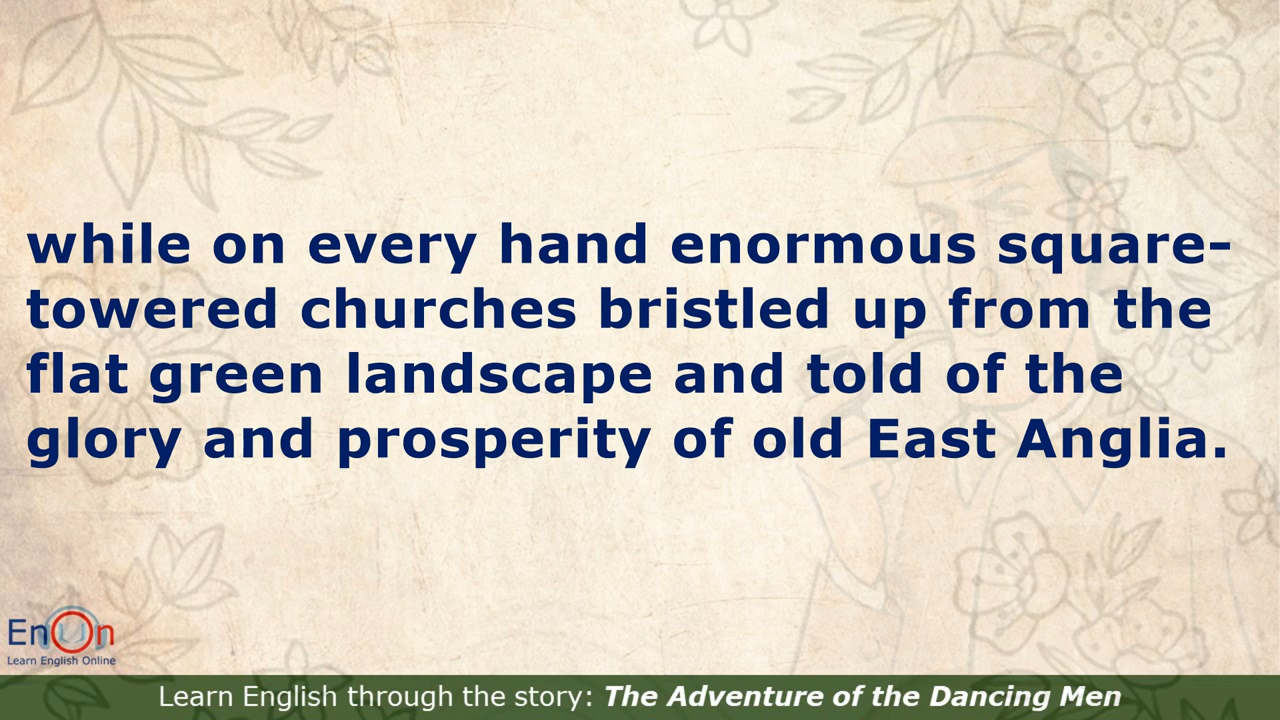 while on every hand enormous square-
towered churches bristled up from the
flat green landscape and told of the
glory and prosperity of old East Anglia.
EnOn
Learn English Online
Learn English through the story: The Adventure of the Dancing Men